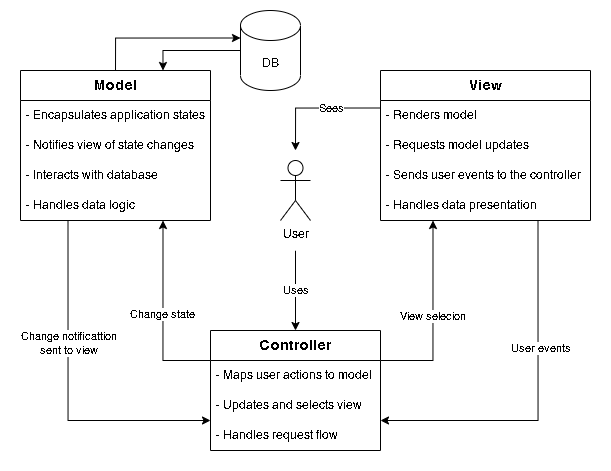 DB
Model
- Encapsulates application states
- Notifies view of state changes
- Interacts with database
- Handles data logic
View
- Renders model
- Requests model updates
- Sends user events to the controller
- Handles data presentation
Sees
User
Uses
Change state
View selecion
Change notificattion
sent to view
User events
Controller
- Maps user actions to model
- Updates and selects view
- Handles request flow